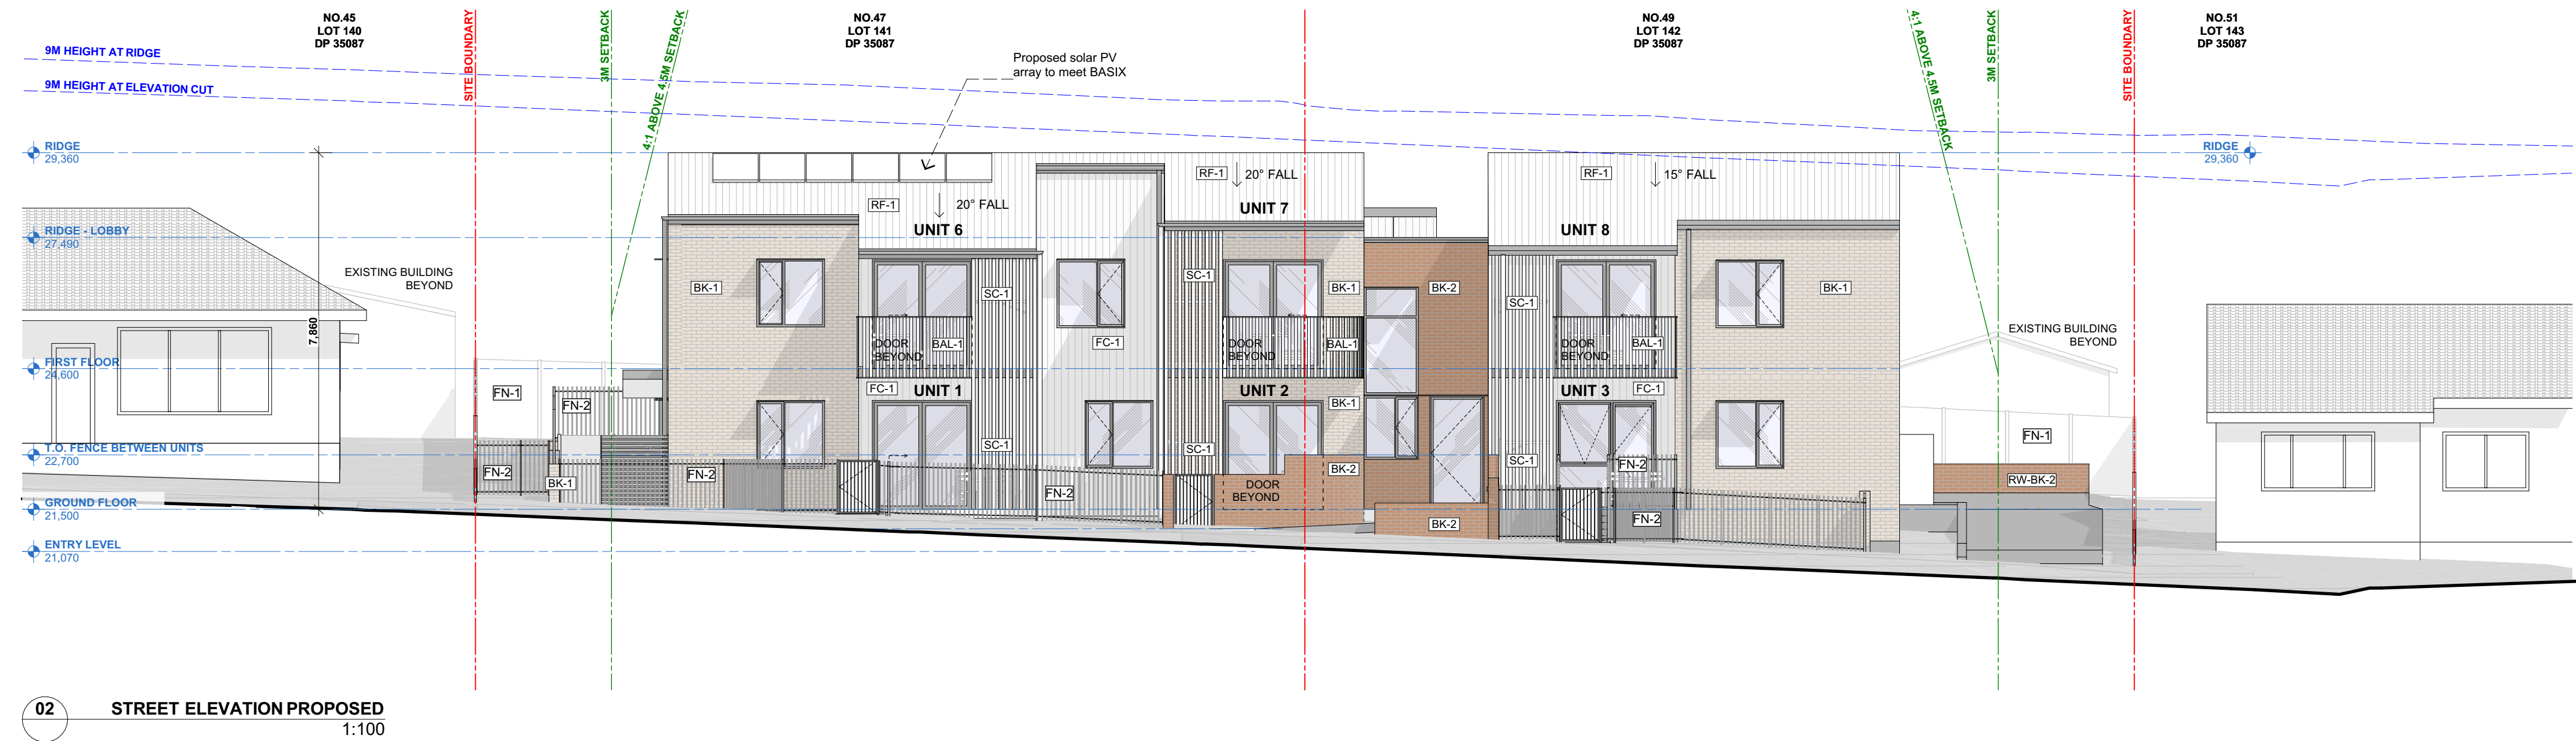 NO.45
LOT 140
DP 35087
SITE BOUNDARY
3M SETBACK
4:1 ABOVE 4.5M SETBACK
NO.47
LOT 141
DP 35087
NO.49
LOT 142
DP 35087
4:1 ABOVE 4.5M SETBACK
3M SETBACK
SITE BOUNDARY
NO.51
LOT 143
DP 35087
9M HEIGHT AT RIDGE
9M HEIGHT AT ELEVATION CUT
Proposed solar PV
array to meet BASIX
RIDGE
29,360
RIDGE
29,360
RF-1
20° FALL
RF-1
20° FALL
RF-1
15° FALL
UNIT 6
UNIT 7
UNIT 8
RIDGE - LOBBY
27,490
EXISTING BUILDING
BEYOND
BK-1
SC-1
SC-1
BK-1
BK-2
SC-1
BK-1
7,860
EXISTING BUILDING
BEYOND
DOOR
BEYOND
BAL-1
FC-1
DOOR
BEYOND
BAL-1
DOOR
BEYOND
BAL-1
FIRST FLOOR
24,600
FN-1
FN-2
FC-1
UNIT 1
UNIT 2
BK-1
UNIT 3
FC-1
FN-1
T.O. FENCE BETWEEN UNITS
22,700
SC-1
SC-1
SC-1
FN-2
BK-1
FN-2
FN-2
BK-2
DOOR
BEYOND
FN-2
RW-BK-2
GROUND FLOOR
21,500
BK-2
FN-2
ENTRY LEVEL
21,070
02
STREET ELEVATION PROPOSED
1:100